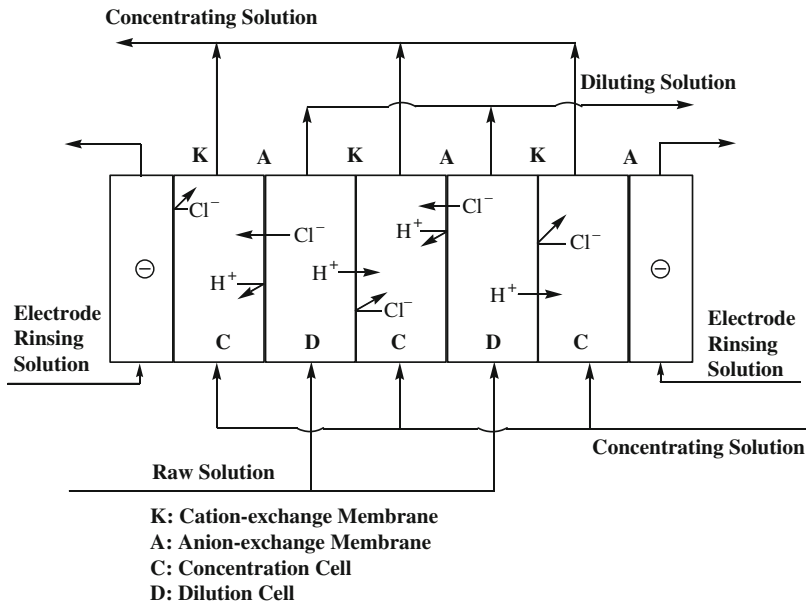 Concentrating Solution
Diluting Solution
K A K A K A
Cl⁻ Cl⁻
Cl⁻ H⁺ Cl⁻
⊖ H⁺ H⁺ H⁺ ⊖
Cl⁻
Electrode
Rinsing
Solution
C D C D C
Electrode
Rinsing
Solution
Concentrating Solution
Raw Solution
K: Cation-exchange Membrane
A: Anion-exchange Membrane
C: Concentration Cell
D: Dilution Cell